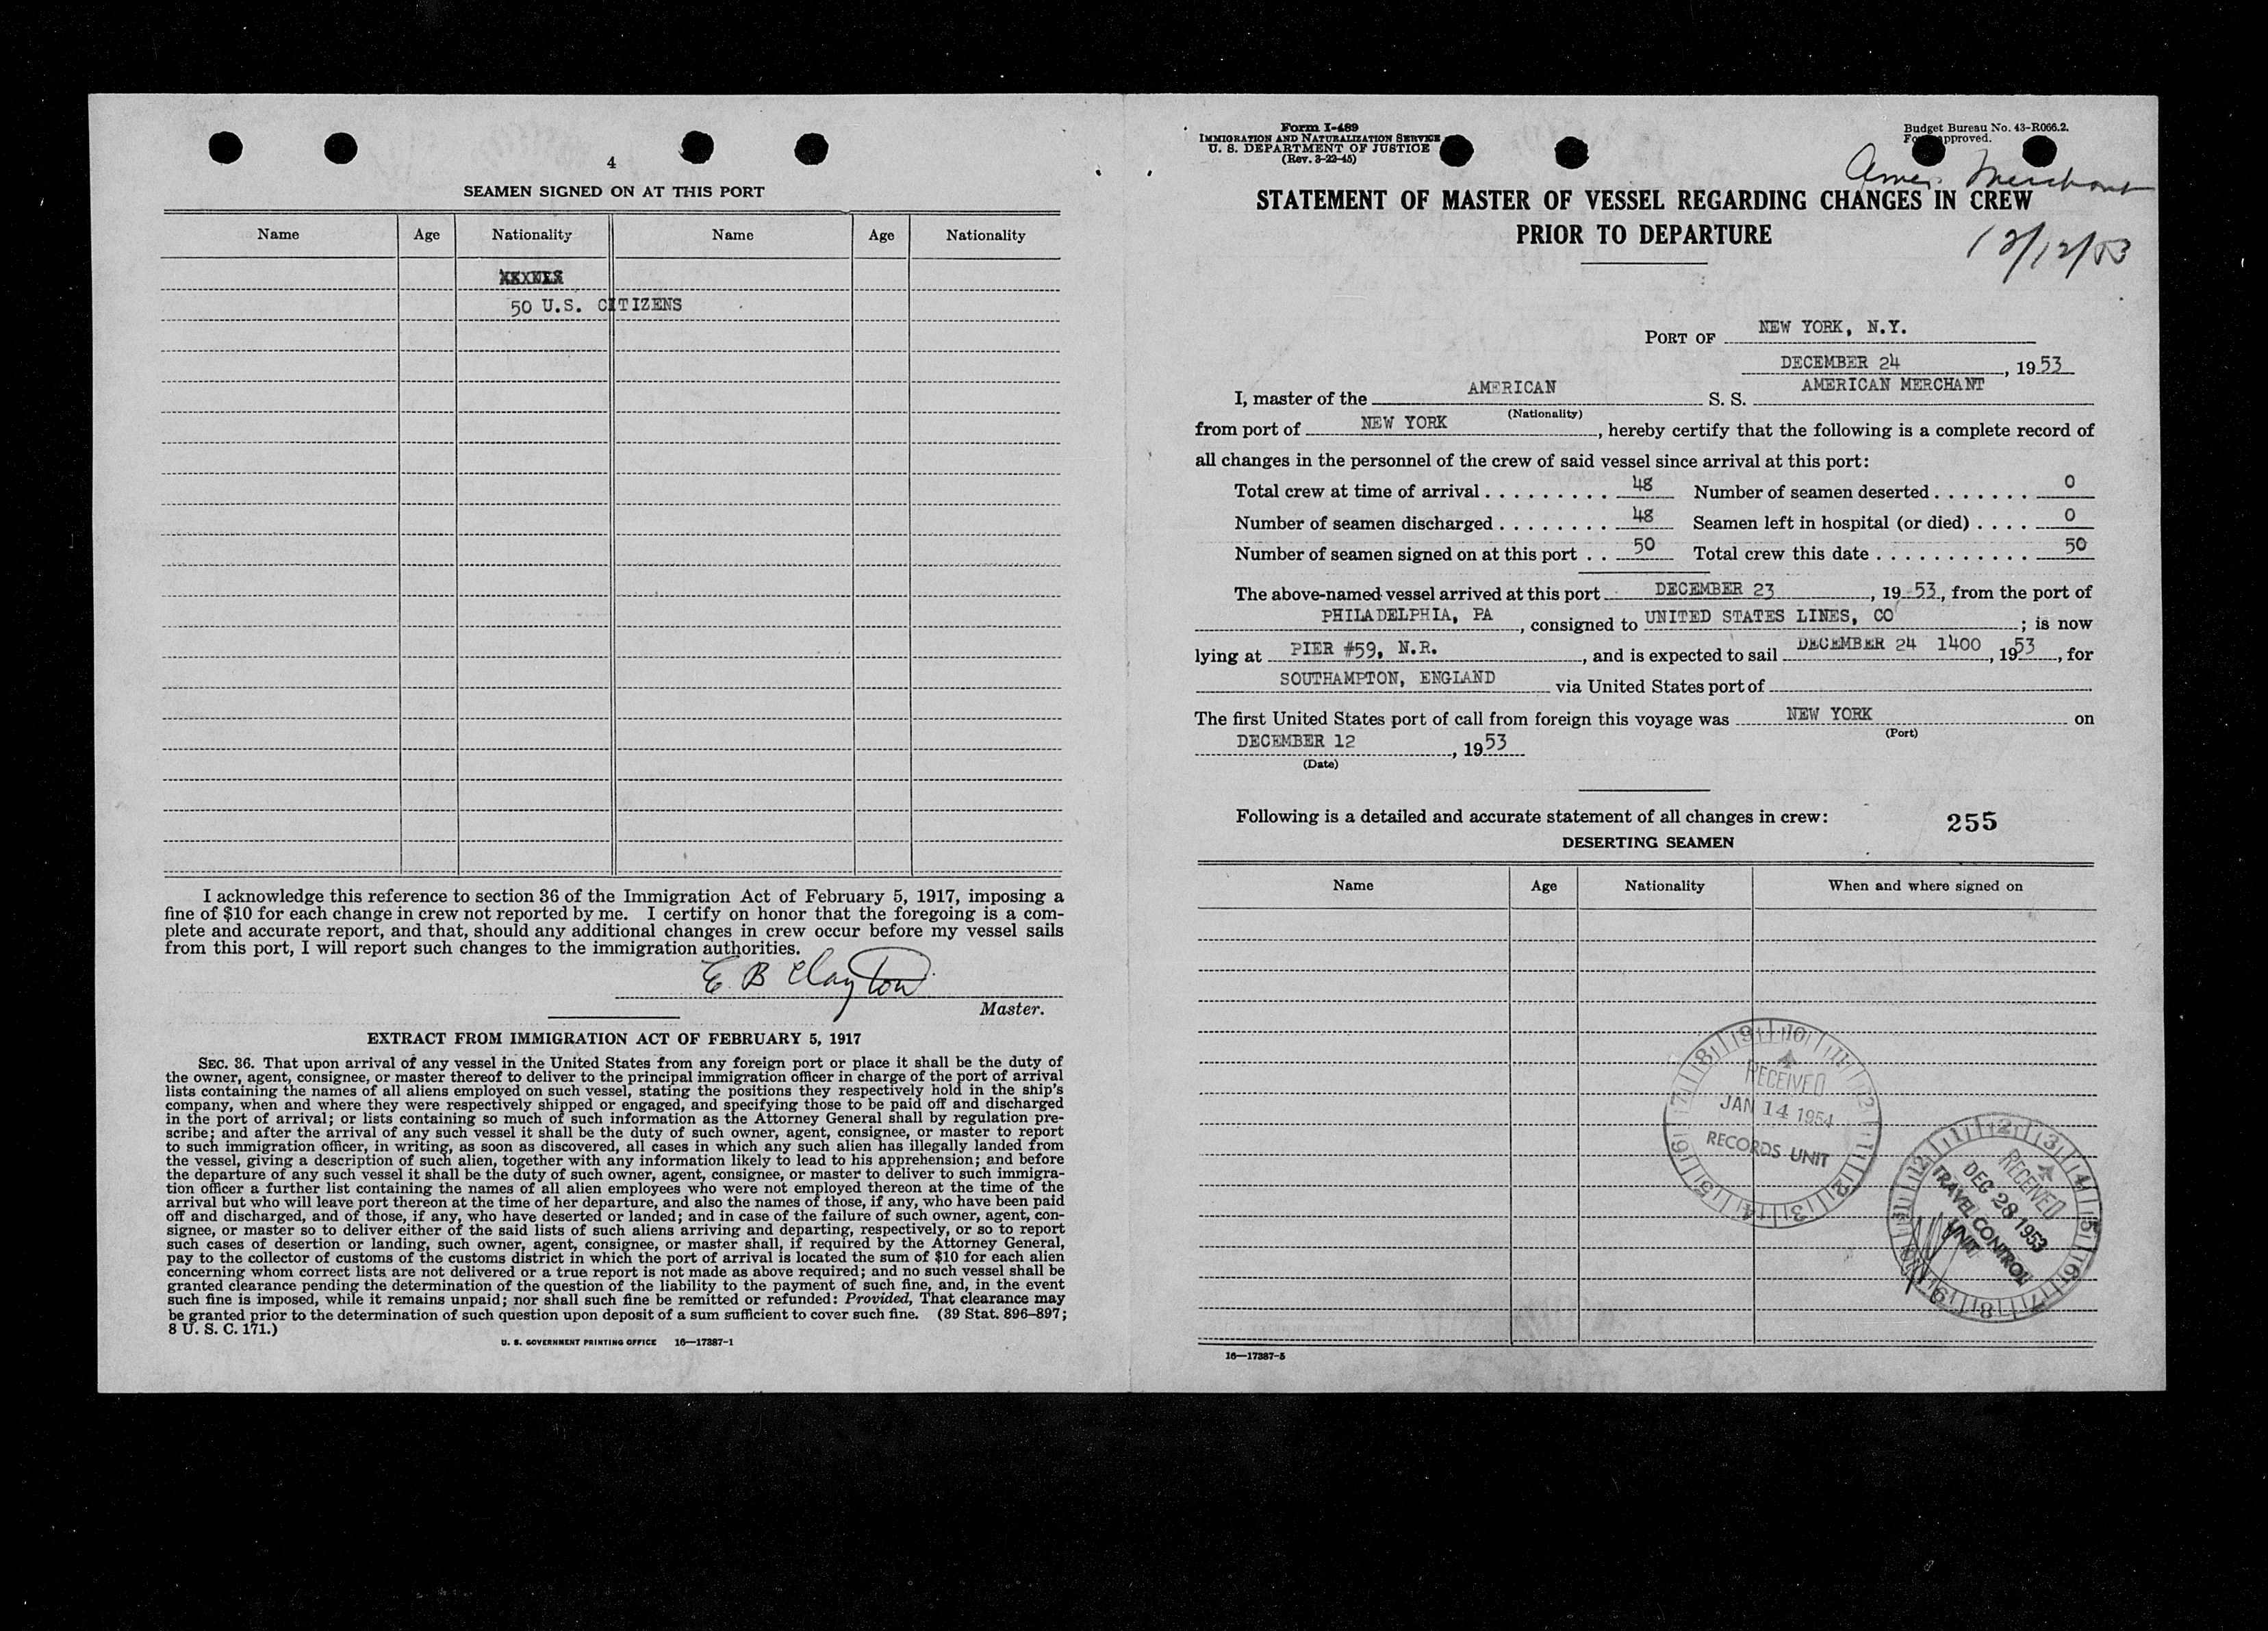 4
SEAMEN SIGNED ON AT THIS PORT
Name Age Nationality Name Age Nationality
50 U.S. CITIZENS
I acknowledge this reference to section 36 of the Immigration Act of February 5, 1917, imposing a
fine of $10 for each change in crew not reported by me. I certify on honor that the foregoing is a com-
plete and accurate report, and that, should any additional changes in crew occur before my vessel sails
from this port, I will report such changes to the immigration authorities.
E B Clayton
Master.
EXTRACT FROM IMMIGRATION ACT OF FEBRUARY 5, 1917
SEC. 36. That upon arrival of any vessel in the United States from any foreign port or place it shall be the duty of
the owner, agent, consignee, or master thereof to deliver to the principal immigration officer in charge of the port of arrival
lists containing the names of all aliens employed on such vessel, stating the positions they respectively hold in the ship's
company, when and where they were respectively shipped or engaged, and specifying those to be paid off and discharged
in the port of arrival; or lists containing so much of such information as the Attorney General shall by regulation pre-
scribe; and after the arrival of any such vessel it shall be the duty of such owner, agent, consignee, or master to report
to such immigration officer, in writing, as soon as discovered, all cases in which any such alien has illegally landed from
the vessel, giving a description of such alien, together with any information likely to lead to his apprehension; and before
the departure of any such vessel it shall be the duty of such owner, agent, consignee, or master to deliver to such immigra-
tion officer a further list containing the names of all alien employees who were not employed thereon at the time of the
arrival but who will leave port thereon at the time of her departure, and also the names of those, if any, who have been paid
off and discharged, and of those, if any, who have deserted or landed; and in case of the failure of such owner, agent, con-
signee, or master so to deliver either of the said lists of such aliens arriving and departing, respectively, or so to report
such cases of desertion or landing, such owner, agent, consignee, or master shall, if required by the Attorney General,
pay to the collector of customs of the customs district in which the port of arrival is located the sum of $10 for each alien
concerning whom correct lists are not delivered or a true report is not made as above required; and no such vessel shall be
granted clearance pending the determination of the question of the liability to the payment of such fine, and, in the event
such fine is imposed, while it remains unpaid; nor shall such fine be remitted or refunded: Provided, That clearance may
be granted prior to the determination of such question upon deposit of a sum sufficient to cover such fine. (39 Stat. 896–897;
8 U. S. C. 171.)
U. S. GOVERNMENT PRINTING OFFICE 16—17387-1
Form I-489
IMMIGRATION AND NATURALIZATION SERVICE
U. S. DEPARTMENT OF JUSTICE
(Rev. 3-22-45)
Budget Bureau No. 43-R066.2.
pproved.
Amer. Merchant
STATEMENT OF MASTER OF VESSEL REGARDING CHANGES IN CREW
PRIOR TO DEPARTURE
12/12/53
PORT OF NEW YORK, N.Y.
DECEMBER 24, 1953
I, master of the AMERICAN S. S. AMERICAN MERCHANT
(Nationality)
from port of NEW YORK, hereby certify that the following is a complete record of
all changes in the personnel of the crew of said vessel since arrival at this port:
Total crew at time of arrival . . . . . . . . . 48 Number of seamen deserted . . . . . . . 0
Number of seamen discharged . . . . . . . . 48 Seamen left in hospital (or died) . . . . 0
Number of seamen signed on at this port . . 50 Total crew this date . . . . . . . . . . . 50
The above-named vessel arrived at this port DECEMBER 23, 1953, from the port of
PHILADELPHIA, PA, consigned to UNITED STATES LINES, CO; is now
lying at PIER #59, N.R., and is expected to sail DECEMBER 24 1400, 1953, for
SOUTHAMPTON, ENGLAND via United States port of
The first United States port of call from foreign this voyage was NEW YORK on
(Port)
DECEMBER 12, 1953
(Date)
Following is a detailed and accurate statement of all changes in crew:
255
DESERTING SEAMEN
Name Age Nationality When and where signed on
RECEIVED
JAN 14 1954
RECORDS UNIT
RECEIVED
DEC 28 1953
TRAVEL CONTROL
UNIT
16—17387-5